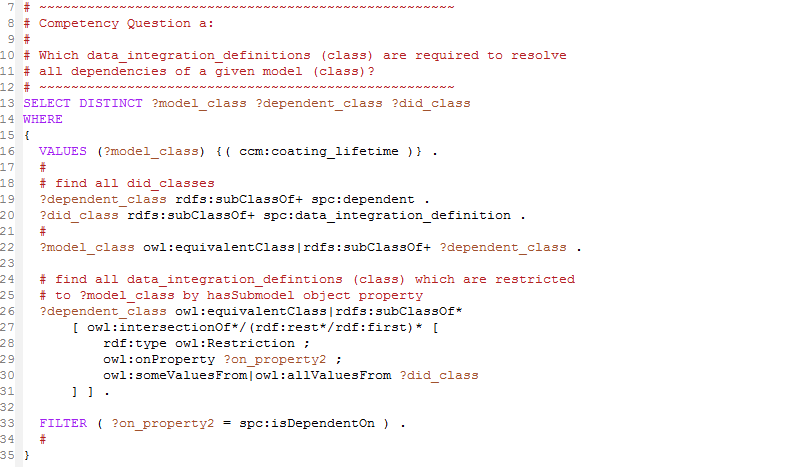 7 # ~~~~~~~~~~~~~~~~~~~~~~~~~~~~~~~~~~~~~~~~~~~~~~~~~~~~
8 # Competency Question a:
9 #
10 # Which data_integration_definitions (class) are required to resolve
11 # all dependencies of a given model (class)?
12 # ~~~~~~~~~~~~~~~~~~~~~~~~~~~~~~~~~~~~~~~~~~~~~~~~~~~~
13 SELECT DISTINCT ?model_class ?dependent_class ?did_class
14 WHERE
15 {
16   VALUES (?model_class) {( ccm:coating_lifetime )} .
17   #
18   # find all did_classes
19   ?dependent_class rdfs:subClassOf+ spc:dependent .
20   ?did_class rdfs:subClassOf+ spc:data_integration_definition .
21   #
22   ?model_class owl:equivalentClass|rdfs:subClassOf+ ?dependent_class .
23
24   # find all data_integration_defintions (class) which are restricted
25   # to ?model_class by hasSubmodel object property
26   ?dependent_class owl:equivalentClass|rdfs:subClassOf*
27       [ owl:intersectionOf*/(rdf:rest*/rdf:first)* [
28           rdf:type owl:Restriction ;
29           owl:onProperty ?on_property2 ;
30           owl:someValuesFrom|owl:allValuesFrom ?did_class
31       ] ] .
32
33   FILTER ( ?on_property2 = spc:isDependentOn ) .
34   #
35 }